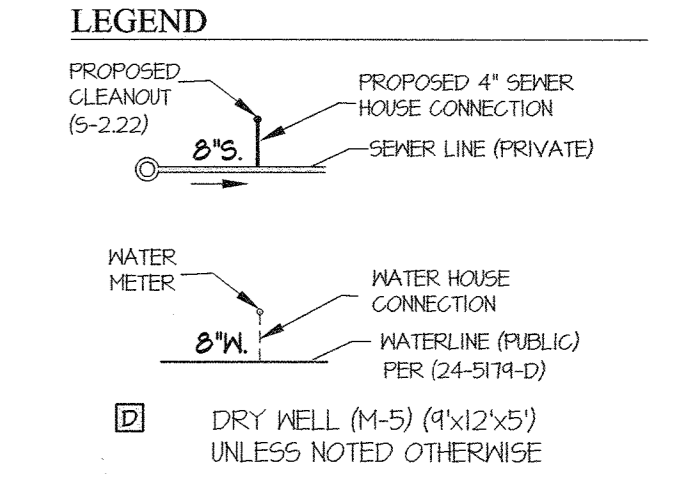 LEGEND
PROPOSED
CLEANOUT
(S-2.22)
PROPOSED 4" SEWER
HOUSE CONNECTION
8"S.
SEWER LINE (PRIVATE)
WATER
METER
WATER HOUSE
CONNECTION
8"W.
WATERLINE (PUBLIC)
PER (24-5179-D)
D
DRY WELL (M-5) (9'x12'x5')
UNLESS NOTED OTHERWISE